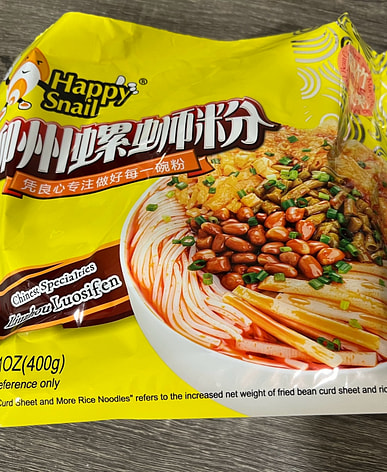 Happy
Snail®
柳州螺蛳粉
凭良心专注做好每一碗粉
Chinese Specialties
Liuzhou Luosifen
OZ(400g)
eference only
Curd Sheet and More Rice Noodles" refers to the increased net weight of fried bean curd sheet and ric